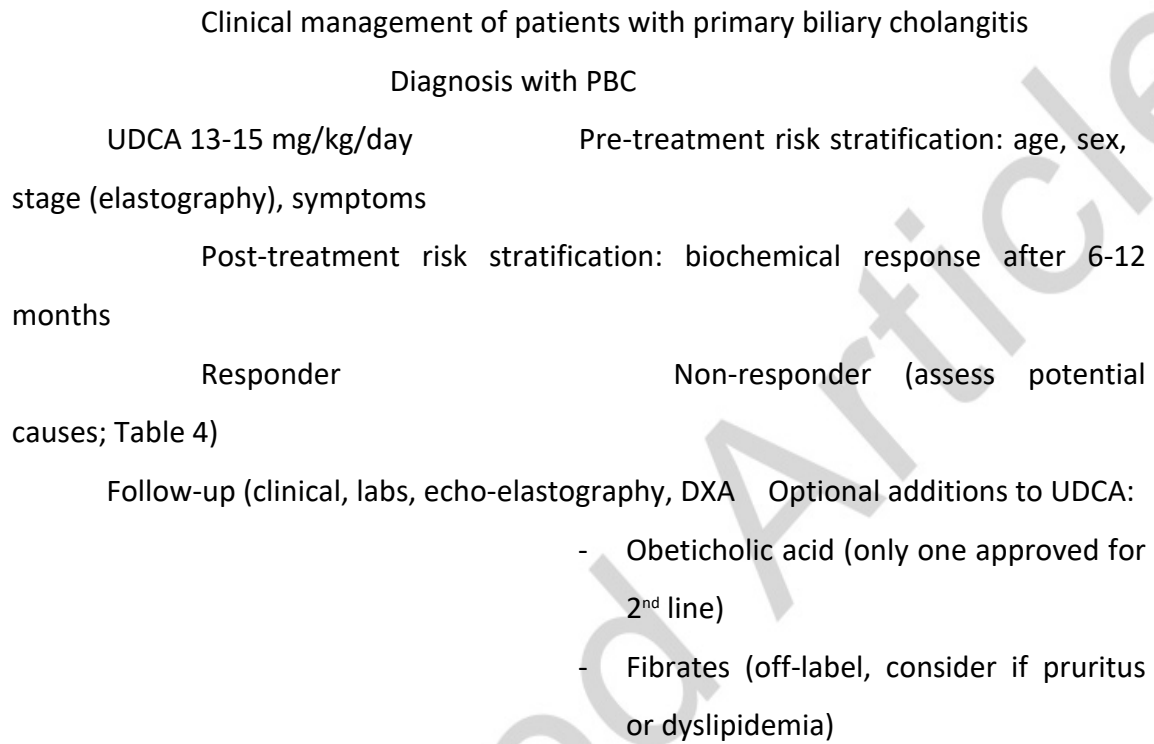 Clinical management of patients with primary biliary cholangitis
Diagnosis with PBC
UDCA 13-15 mg/kg/day Pre-treatment risk stratification: age, sex,
stage (elastography), symptoms
Post-treatment risk stratification: biochemical response after 6-12
months
Responder Non-responder (assess potential
causes; Table 4)
Follow-up (clinical, labs, echo-elastography, DXA Optional additions to UDCA:
- Obeticholic acid (only one approved for
2nd line)
- Fibrates (off-label, consider if pruritus
or dyslipidemia)
ed Article